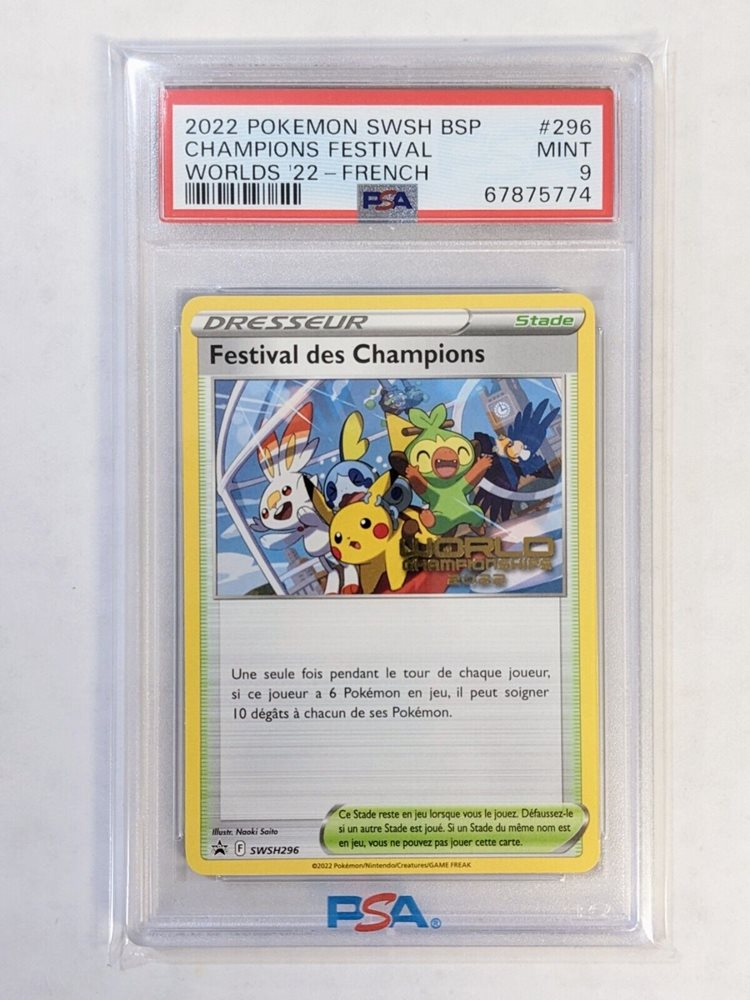 2022 POKEMON SWSH BSP #296
CHAMPIONS FESTIVAL MINT
WORLDS '22 – FRENCH 9
PSA 67875774
DRESSEUR Stade
Festival des Champions
WORLD
CHAMPIONSHIPS
2022
Une seule fois pendant le tour de chaque joueur,
si ce joueur a 6 Pokémon en jeu, il peut soigner
10 dégâts à chacun de ses Pokémon.
Ce Stade reste en jeu lorsque vous le jouez. Défaussez-le
si un autre Stade est joué. Si un Stade du même nom est
en jeu, vous ne pouvez pas jouer cette carte.
Illustr. Naoki Saito
F SWSH296
©2022 Pokémon/Nintendo/Creatures/GAME FREAK
PSA®